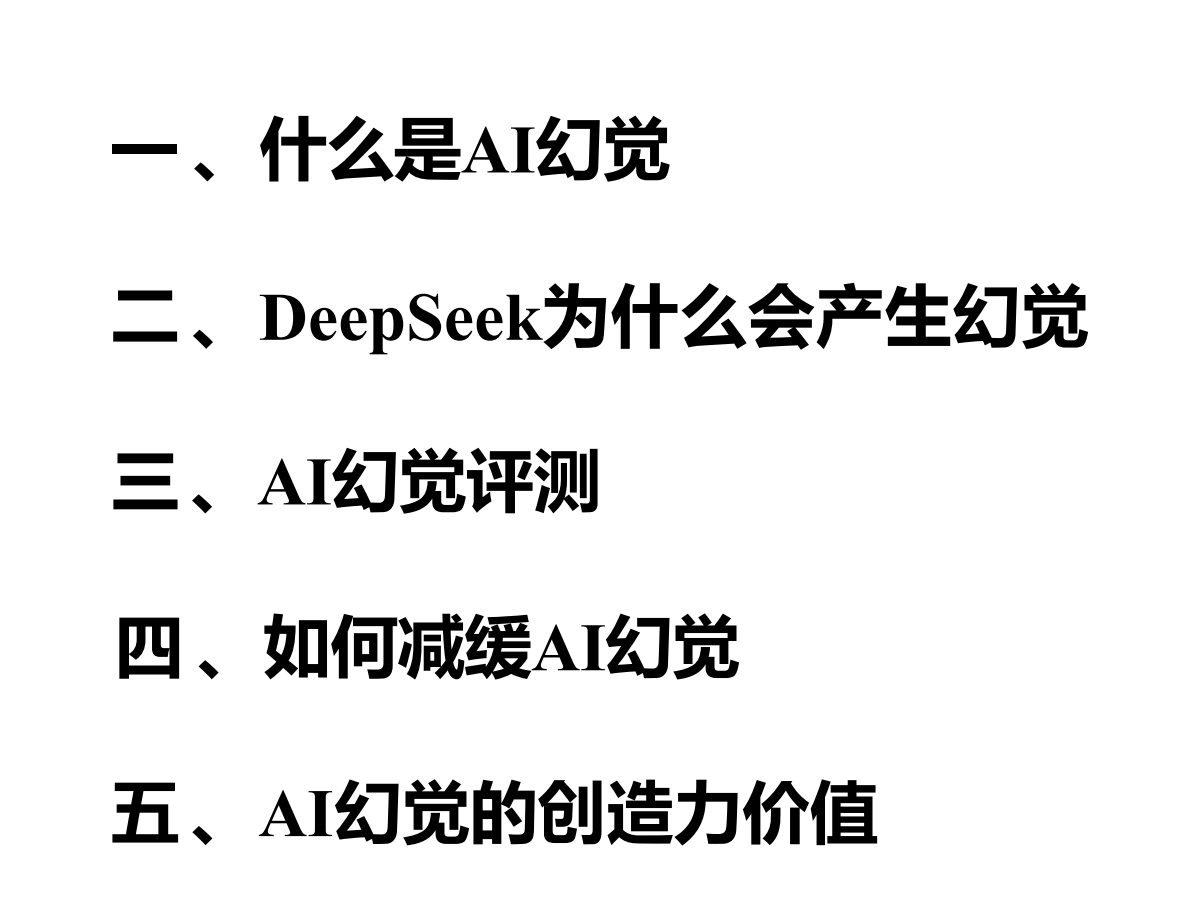 一、什么是AI幻觉
二、DeepSeek为什么会产生幻觉
三、AI幻觉评测
四、如何减缓AI幻觉
五、AI幻觉的创造力价值